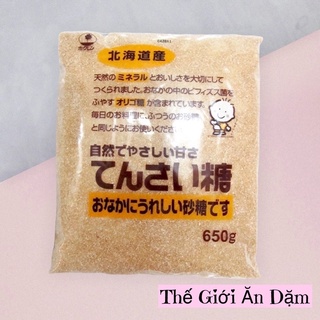 北海道産
天然のミネラルとおいしさを大切にして
つくられました。おなかの中のビフィズス菌を
ふやすオリゴ糖が含まれています。
毎日のお料理に、ふつうのお砂糖
と同じようにお使いくださ
自然でやさしい甘さ
てんさい糖
おなかにうれしい砂糖です
650g
Thế Giới Ăn Dặm